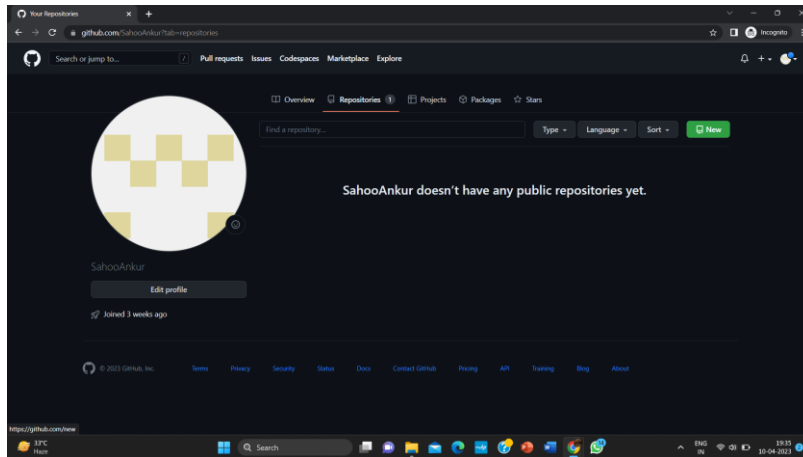 Your Repositories
github.com/SahooAnkur?tab=repositories
Incognito
Search or jump to...
/
Pull requests Issues Codespaces Marketplace Explore
Overview Repositories 1 Projects Packages Stars
Find a repository...
Type Language Sort New
SahooAnkur doesn't have any public repositories yet.
SahooAnkur
Edit profile
Joined 3 weeks ago
© 2023 GitHub, Inc. Terms Privacy Security Status Docs Contact GitHub Pricing API Training Blog About
https://github.com/new
33°C
Haze
Search
ENG
IN
19:35
10-04-2023